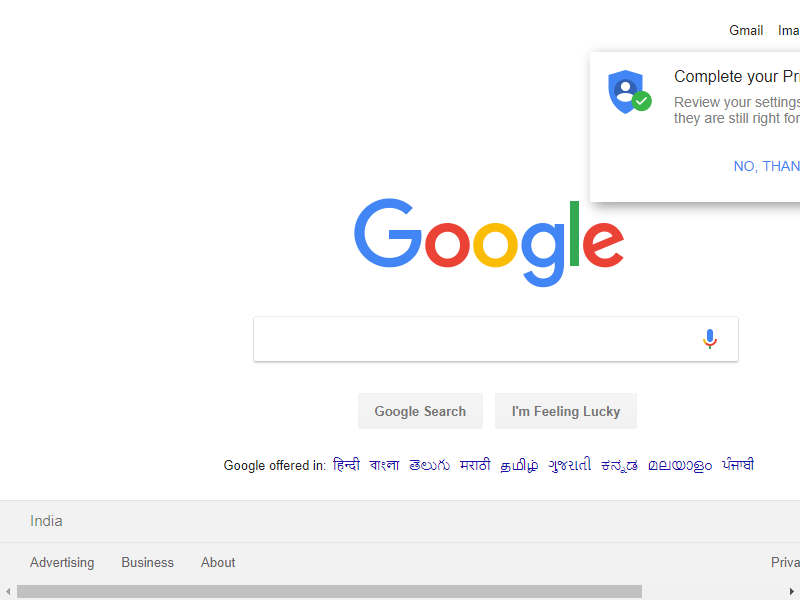 Gmail Ima
Complete your Pri
Review your settings
they are still right for
NO, THAN
Google
Google Search I'm Feeling Lucky
Google offered in: हिन्दी বাংলা తెలుగు मराठी தமிழ் ગુજરાતી ಕನ್ನಡ മലയാളം ਪੰਜਾਬੀ
India
Advertising Business About Priva